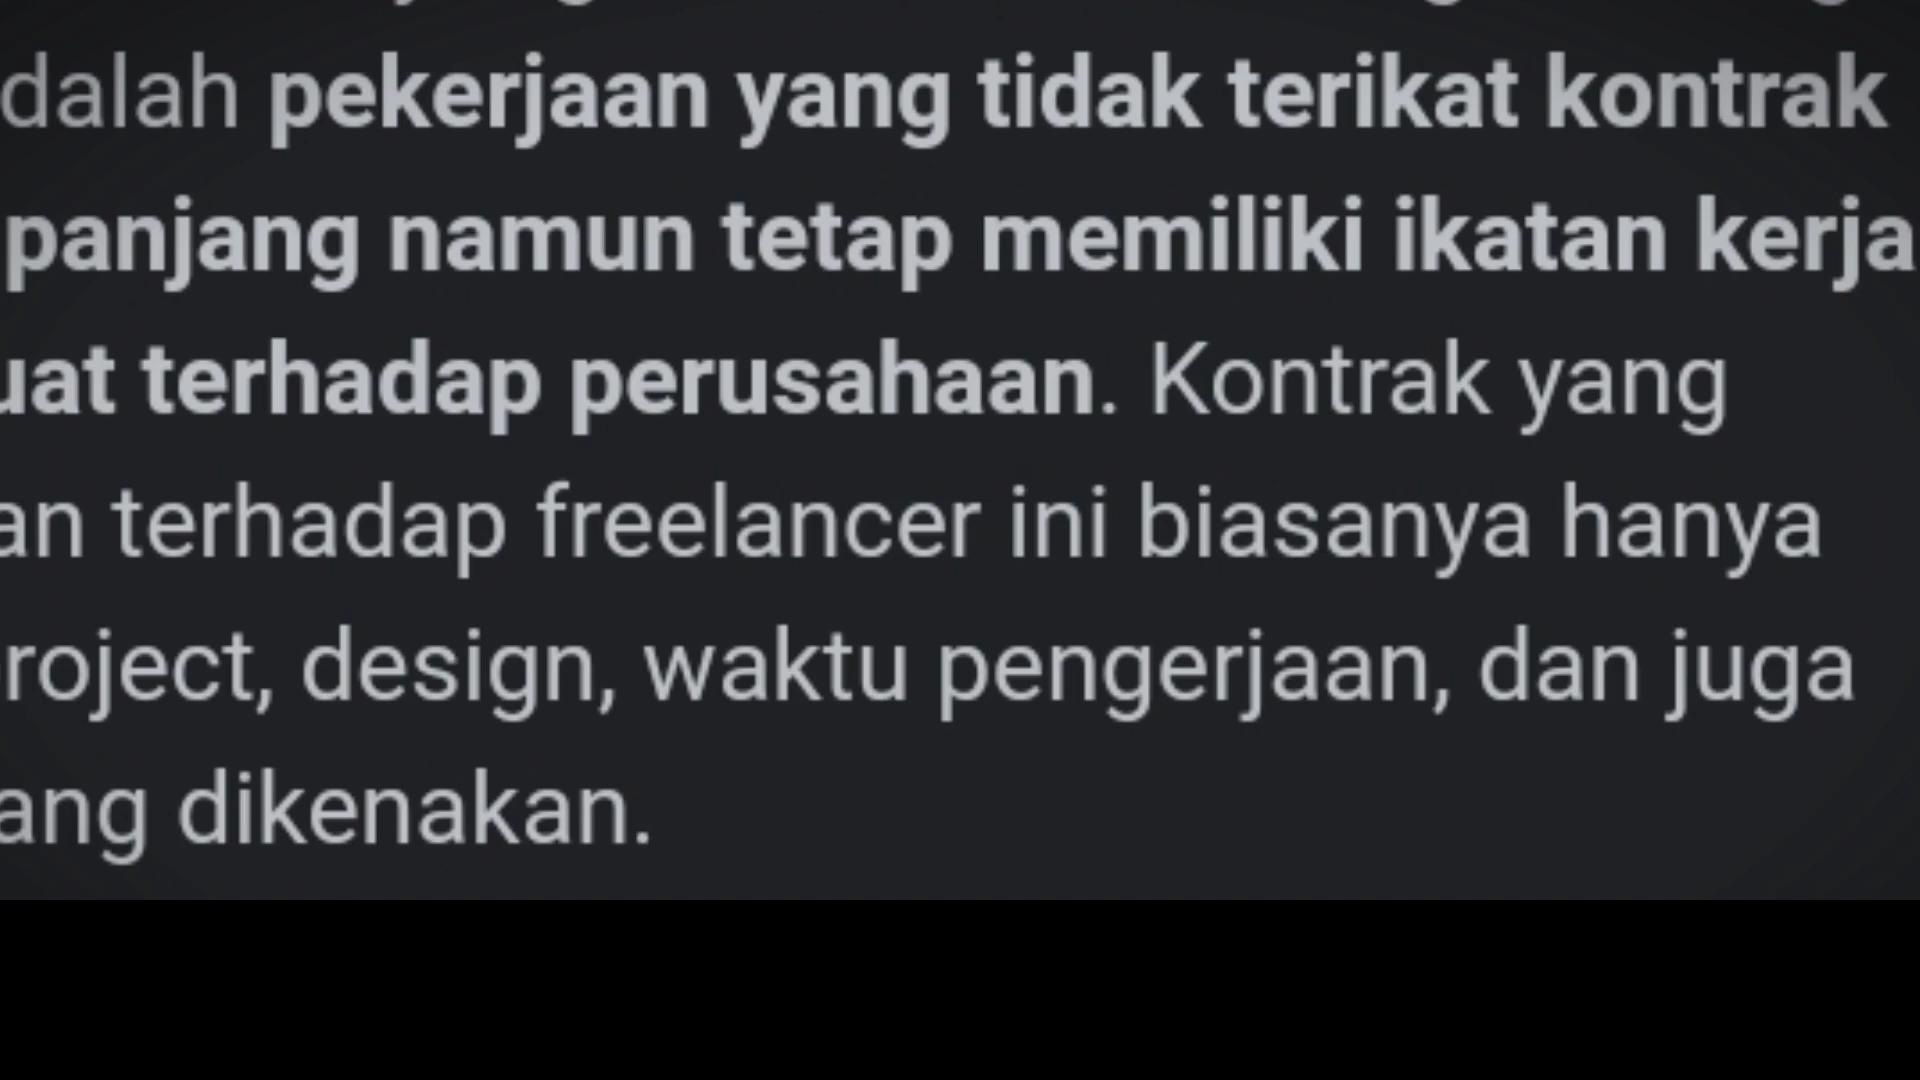 dalah pekerjaan yang tidak terikat kontrak
panjang namun tetap memiliki ikatan kerja
uat terhadap perusahaan. Kontrak yang
an terhadap freelancer ini biasanya hanya
roject, design, waktu pengerjaan, dan juga
ang dikenakan.